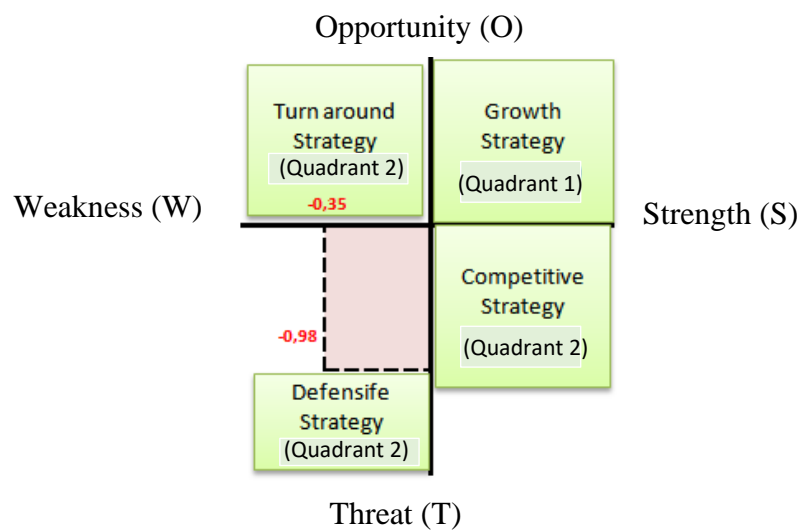 Opportunity (O)
Turn around
Strategy
(Quadrant 2)
Growth
Strategy
(Quadrant 1)
-0,35
Weakness (W)
Strength (S)
Competitive
Strategy
(Quadrant 2)
-0,98
Defensife
Strategy
(Quadrant 2)
Threat (T)